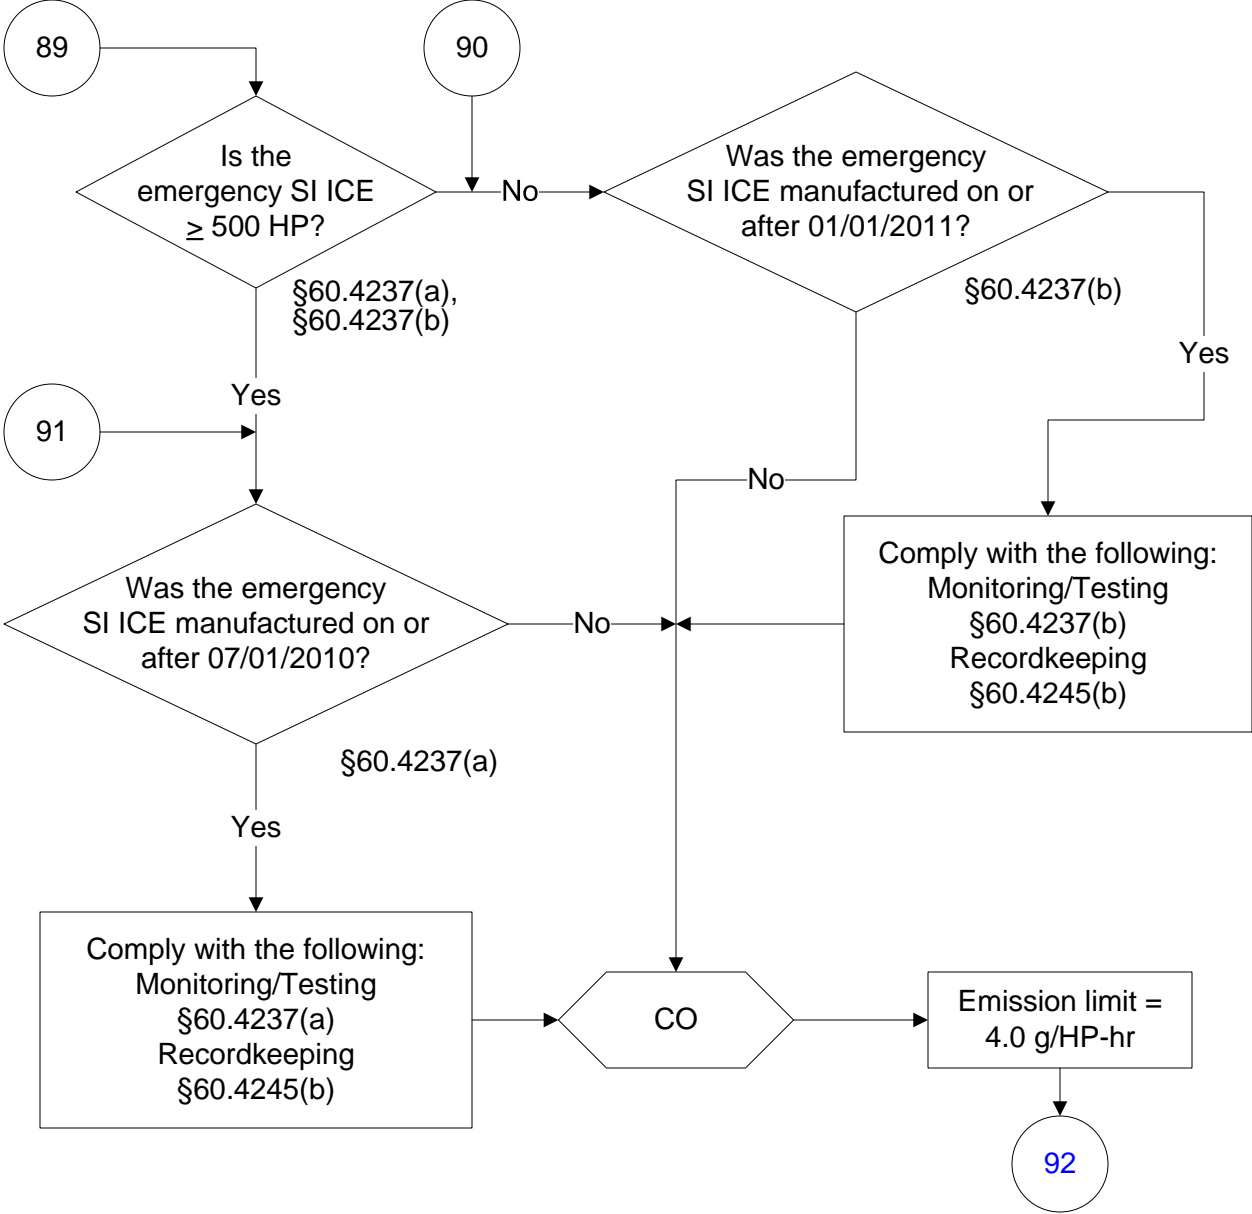 89
90
Is the
emergency SI ICE
≥ 500 HP?
No
Was the emergency
SI ICE manufactured on or
after 01/01/2011?
§60.4237(a),
§60.4237(b)
§60.4237(b)
Yes
Yes
91
No
Was the emergency
SI ICE manufactured on or
after 07/01/2010?
No
Comply with the following:
Monitoring/Testing
§60.4237(b)
Recordkeeping
§60.4245(b)
§60.4237(a)
Yes
Comply with the following:
Monitoring/Testing
§60.4237(a)
Recordkeeping
§60.4245(b)
CO
Emission limit =
4.0 g/HP-hr
92